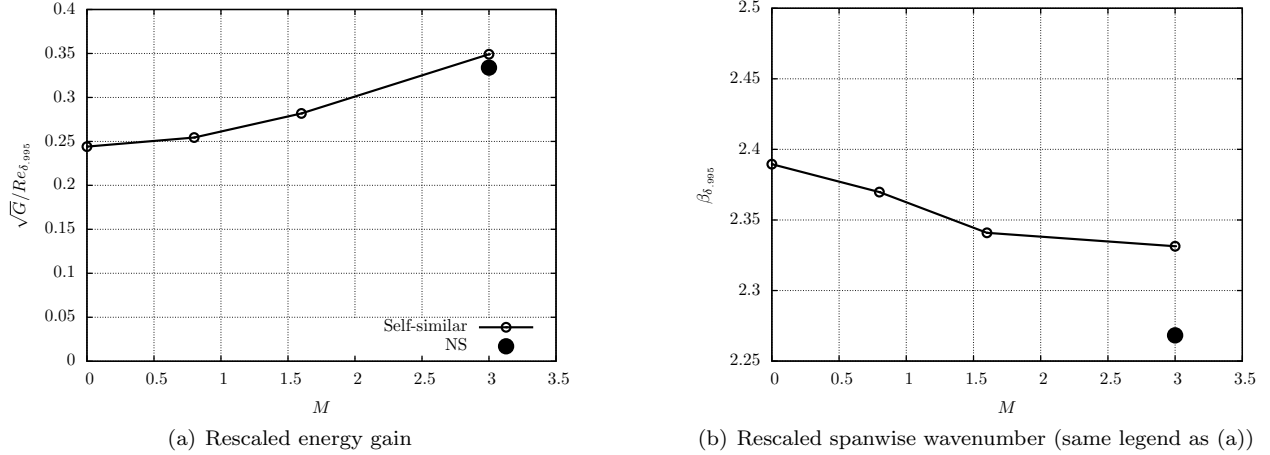 0.4
0.35
0.3
0.25
0.2
0.15
0.1
0.05
0
√G/Reδ.995
Self-similar
NS
0 0.5 1 1.5 2 2.5 3 3.5
M
(a) Rescaled energy gain
2.5
2.45
2.4
2.35
2.3
2.25
βδ.995
0 0.5 1 1.5 2 2.5 3 3.5
M
(b) Rescaled spanwise wavenumber (same legend as (a))